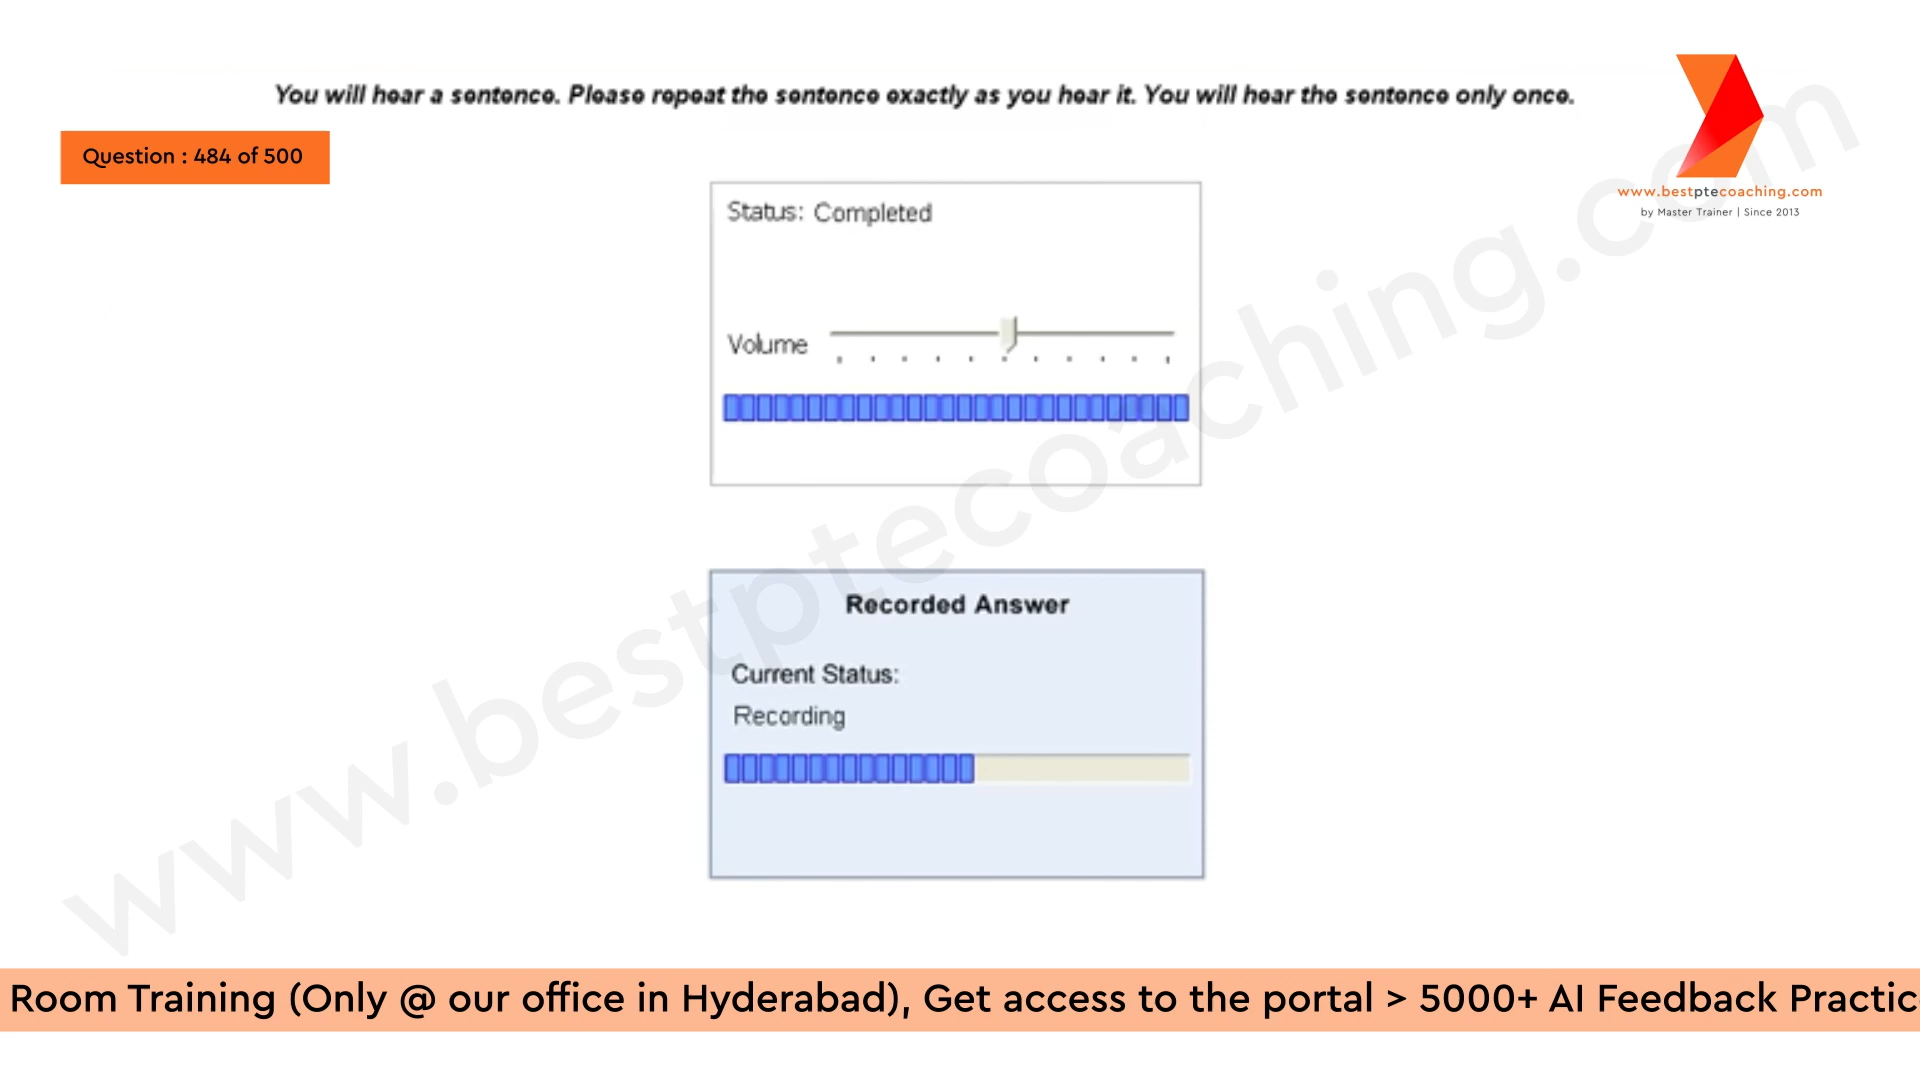 You will hear a sentence. Please repeat the sentence exactly as you hear it. You will hear the sentence only once.
Question : 484 of 500
www.bestptecoaching.com
by Master Trainer | Since 2013
Status: Completed
Volume
www.bestptecoaching.com
Recorded Answer
Current Status:
Recording
Room Training (Only @ our office in Hyderabad), Get access to the portal > 5000+ AI Feedback Practic